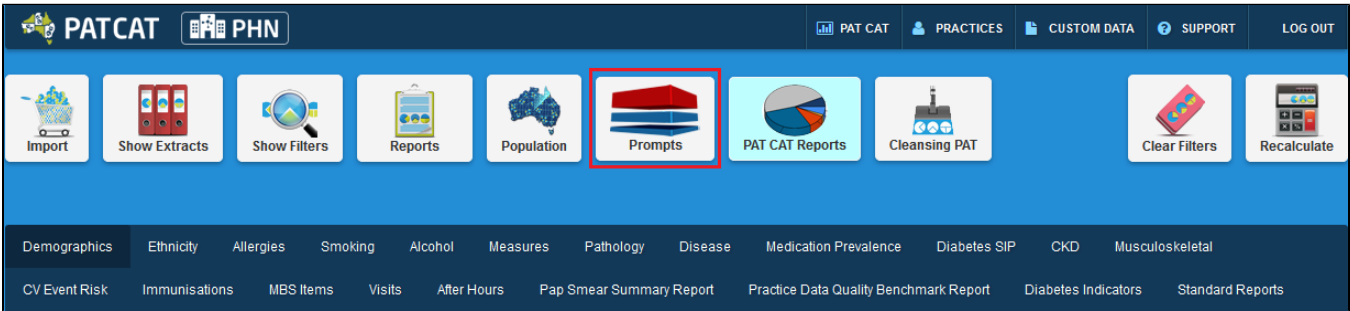 PATCAT PHN PAT CAT PRACTICES CUSTOM DATA SUPPORT LOG OUT
Import Show Extracts Show Filters Reports Population Prompts PAT CAT Reports Cleansing PAT Clear Filters Recalculate
Demographics Ethnicity Allergies Smoking Alcohol Measures Pathology Disease Medication Prevalence Diabetes SIP CKD Musculoskeletal
CV Event Risk Immunisations MBS Items Visits After Hours Pap Smear Summary Report Practice Data Quality Benchmark Report Diabetes Indicators Standard Reports